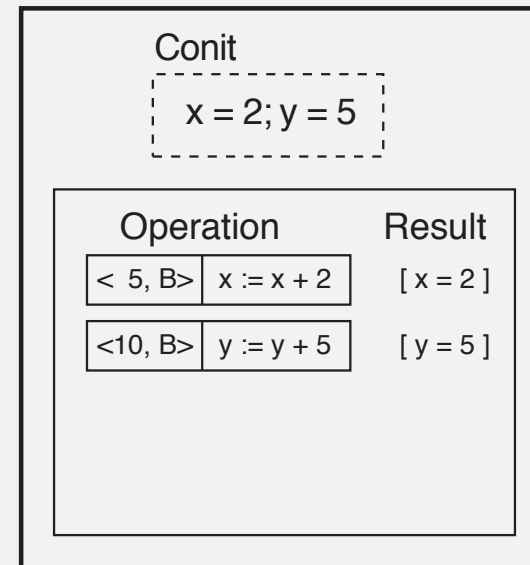 Conit
x = 2; y = 5
Operation Result
< 5, B> x := x + 2 [ x = 2 ]
<10, B> y := y + 5 [ y = 5 ]